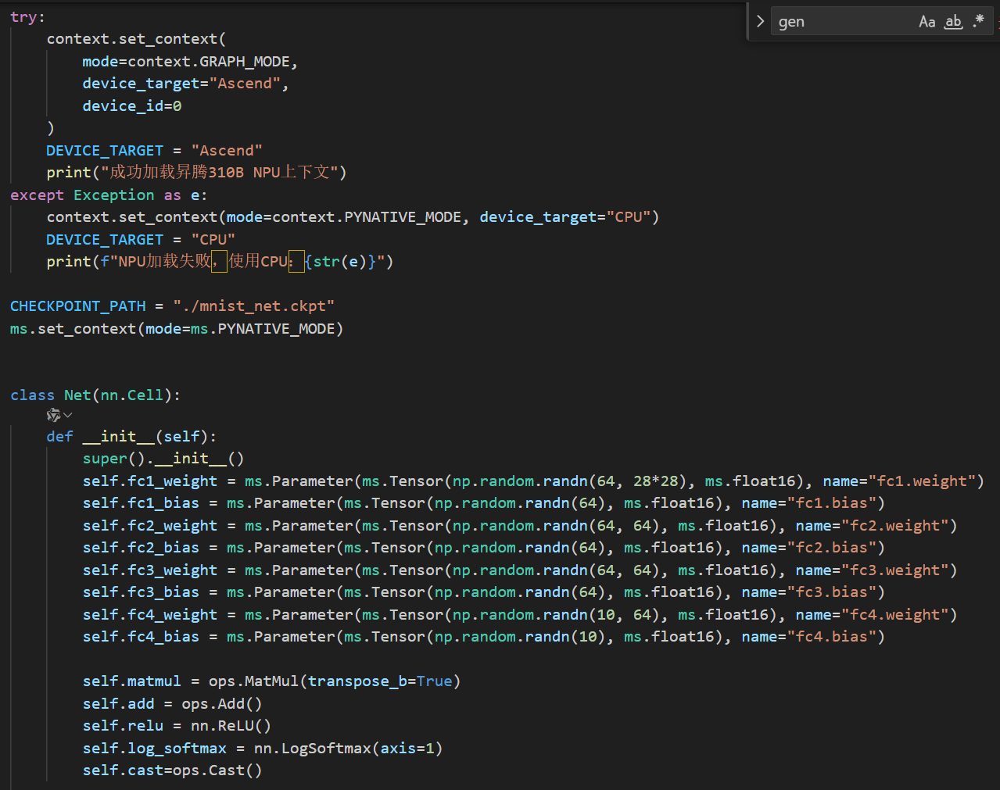 try:
gen
Aa ab .*
    context.set_context(
        mode=context.GRAPH_MODE,
        device_target="Ascend",
        device_id=0
    )
    DEVICE_TARGET = "Ascend"
    print("成功加载昇腾310B NPU上下文")
except Exception as e:
    context.set_context(mode=context.PYNATIVE_MODE, device_target="CPU")
    DEVICE_TARGET = "CPU"
    print(f"NPU加载失败，使用CPU：{str(e)}")
CHECKPOINT_PATH = "./mnist_net.ckpt"
ms.set_context(mode=ms.PYNATIVE_MODE)
class Net(nn.Cell):
    def __init__(self):
        super().__init__()
        self.fc1_weight = ms.Parameter(ms.Tensor(np.random.randn(64, 28*28), ms.float16), name="fc1.weight")
        self.fc1_bias = ms.Parameter(ms.Tensor(np.random.randn(64), ms.float16), name="fc1.bias")
        self.fc2_weight = ms.Parameter(ms.Tensor(np.random.randn(64, 64), ms.float16), name="fc2.weight")
        self.fc2_bias = ms.Parameter(ms.Tensor(np.random.randn(64), ms.float16), name="fc2.bias")
        self.fc3_weight = ms.Parameter(ms.Tensor(np.random.randn(64, 64), ms.float16), name="fc3.weight")
        self.fc3_bias = ms.Parameter(ms.Tensor(np.random.randn(64), ms.float16), name="fc3.bias")
        self.fc4_weight = ms.Parameter(ms.Tensor(np.random.randn(10, 64), ms.float16), name="fc4.weight")
        self.fc4_bias = ms.Parameter(ms.Tensor(np.random.randn(10), ms.float16), name="fc4.bias")
        self.matmul = ops.MatMul(transpose_b=True)
        self.add = ops.Add()
        self.relu = nn.ReLU()
        self.log_softmax = nn.LogSoftmax(axis=1)
        self.cast=ops.Cast()